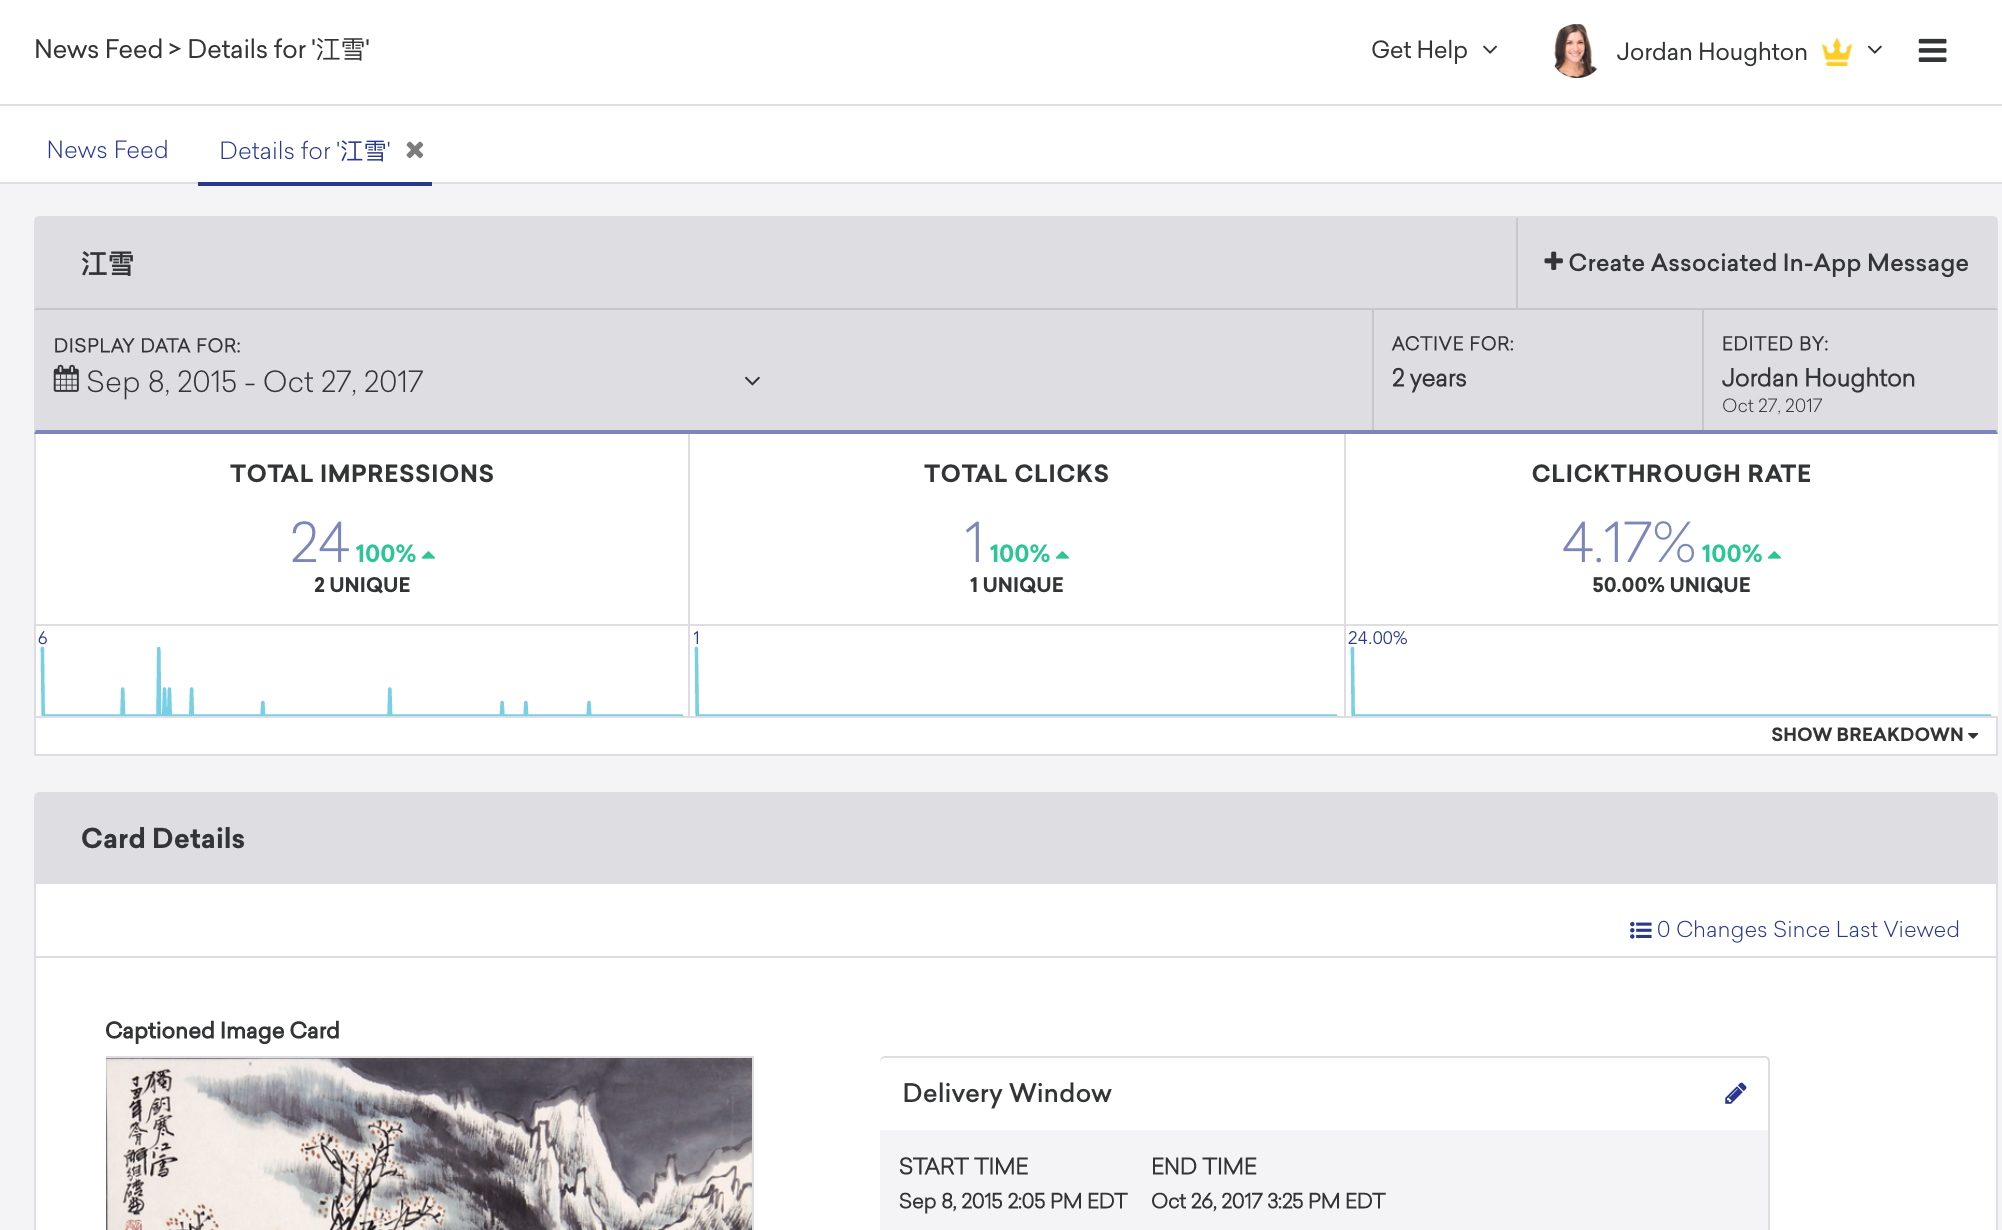 News Feed > Details for '江雪'
Get Help
Jordan Houghton
News Feed
Details for '江雪'
江雪
Create Associated In-App Message
DISPLAY DATA FOR:
Sep 8, 2015 - Oct 27, 2017
ACTIVE FOR:
2 years
EDITED BY:
Jordan Houghton
Oct 27, 2017
TOTAL IMPRESSIONS
24 100%
2 UNIQUE
TOTAL CLICKS
1 100%
1 UNIQUE
CLICKTHROUGH RATE
4.17% 100%
50.00% UNIQUE
6
1
24.00%
SHOW BREAKDOWN
Card Details
0 Changes Since Last Viewed
Captioned Image Card
獨釣寒江雪
Delivery Window
START TIME
Sep 8, 2015 2:05 PM EDT
END TIME
Oct 26, 2017 3:25 PM EDT